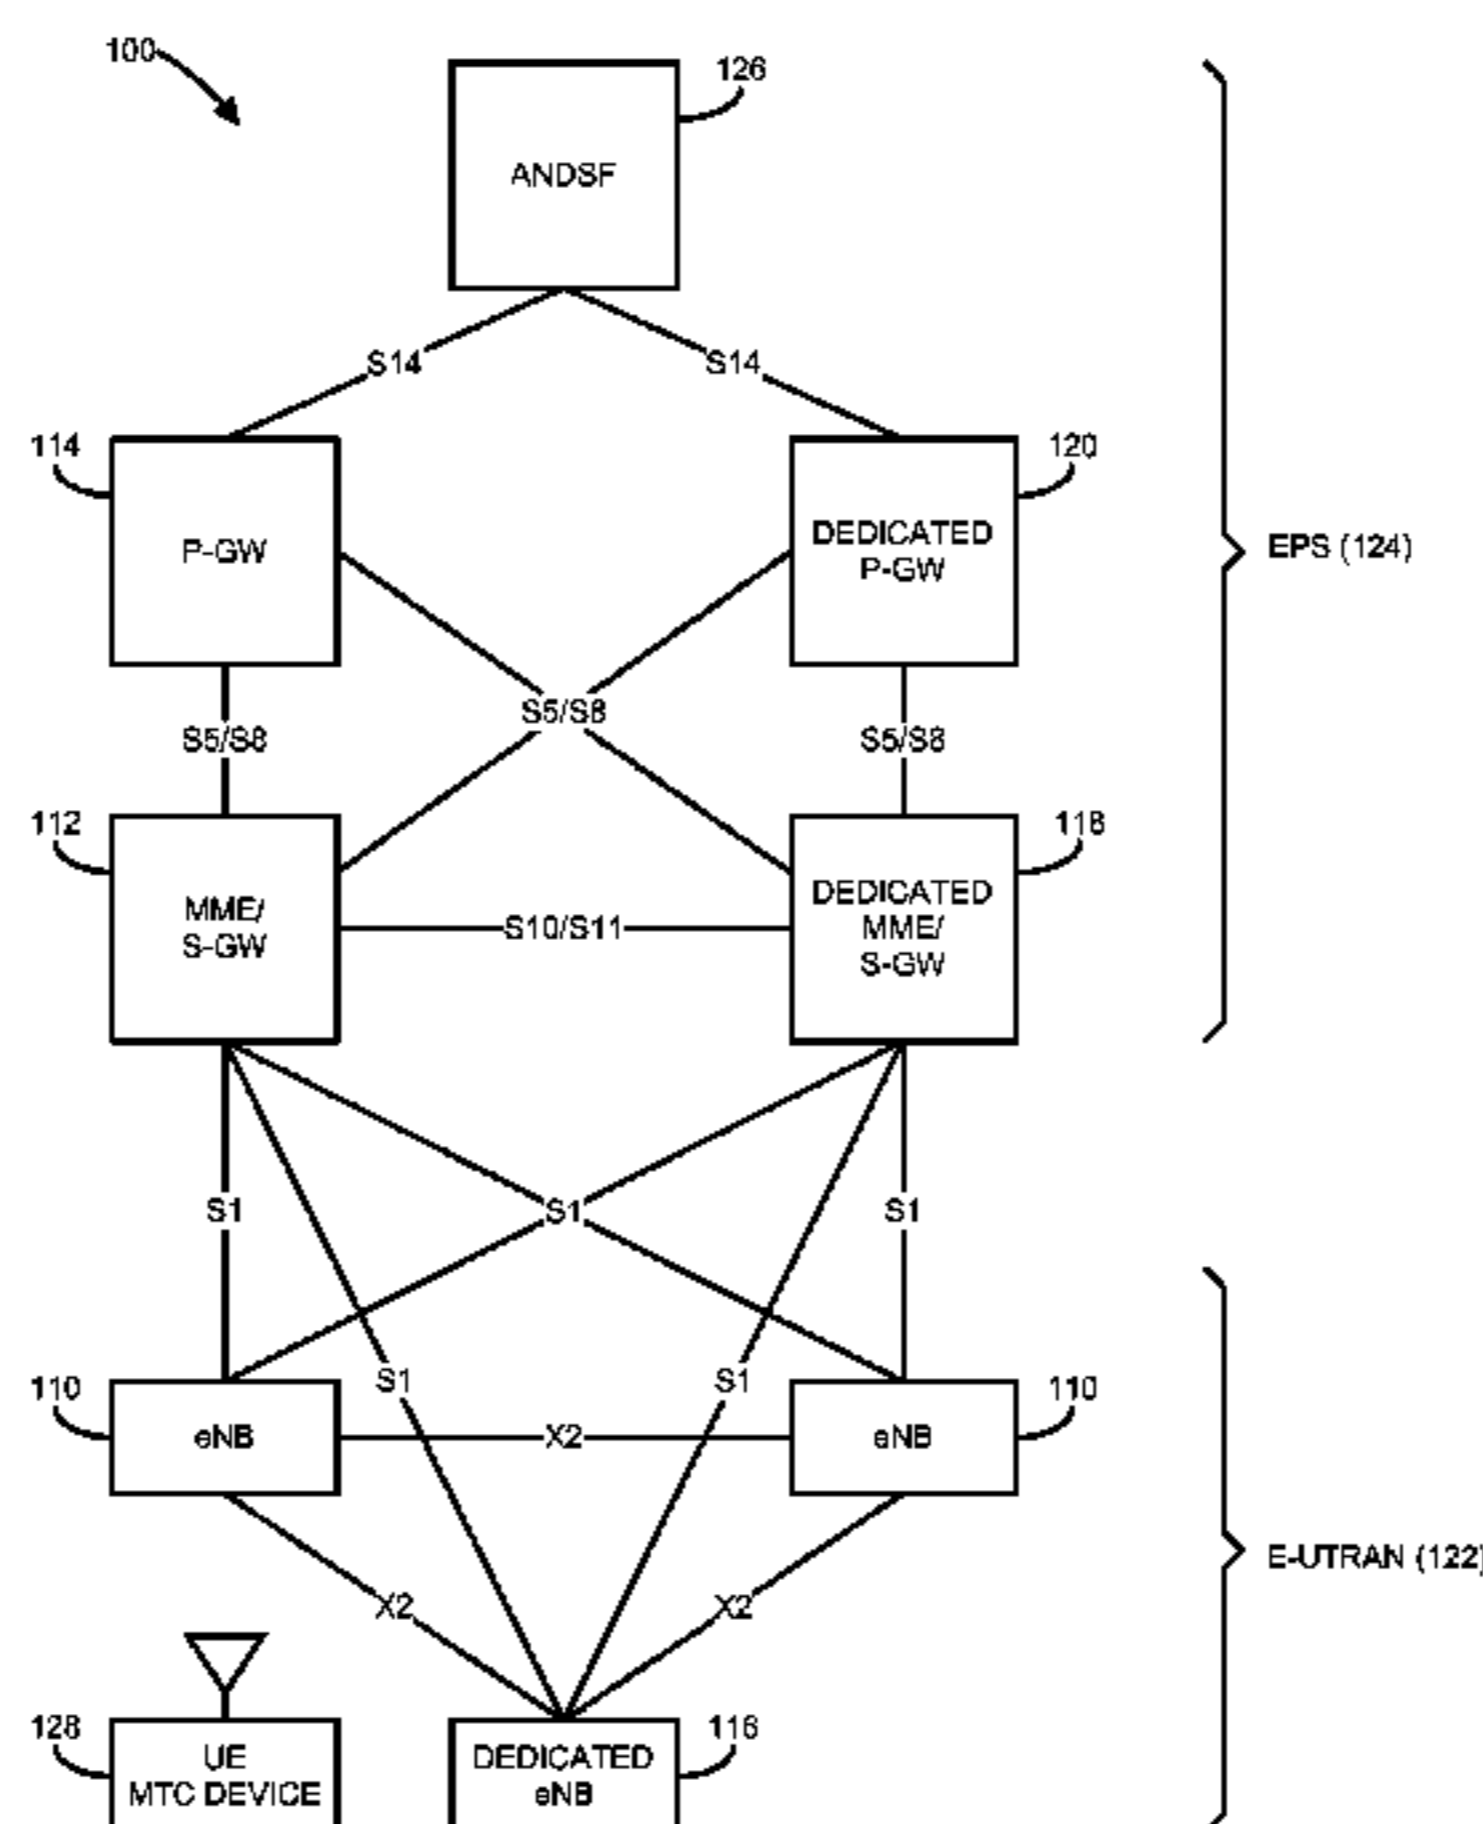 100
126
ANDSF
S14
S14
114
120
P-GW
DEDICATED
P-GW
EPS (124)
S5/S8
S5/S8
S5/S8
112
118
MME/
S-GW
DEDICATED
MME/
S-GW
S10/S11
S1
S1
S1
S1
S1
110
110
eNB
X2
eNB
E-UTRAN (122)
X2
X2
128
116
UE
MTC DEVICE
DEDICATED
eNB